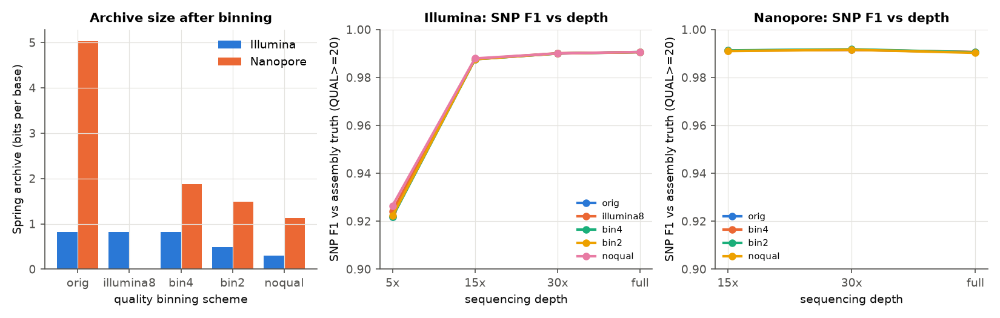 Archive size after binning
Spring archive (bits per base)
5
4
3
2
1
0
Illumina
Nanopore
orig illumina8 bin4 bin2 noqual
quality binning scheme
Illumina: SNP F1 vs depth
SNP F1 vs assembly truth (QUAL>=20)
1.00
0.98
0.96
0.94
0.92
0.90
orig
illumina8
bin4
bin2
noqual
5x 15x 30x full
sequencing depth
Nanopore: SNP F1 vs depth
SNP F1 vs assembly truth (QUAL>=20)
1.00
0.98
0.96
0.94
0.92
0.90
orig
bin4
bin2
noqual
15x 30x full
sequencing depth